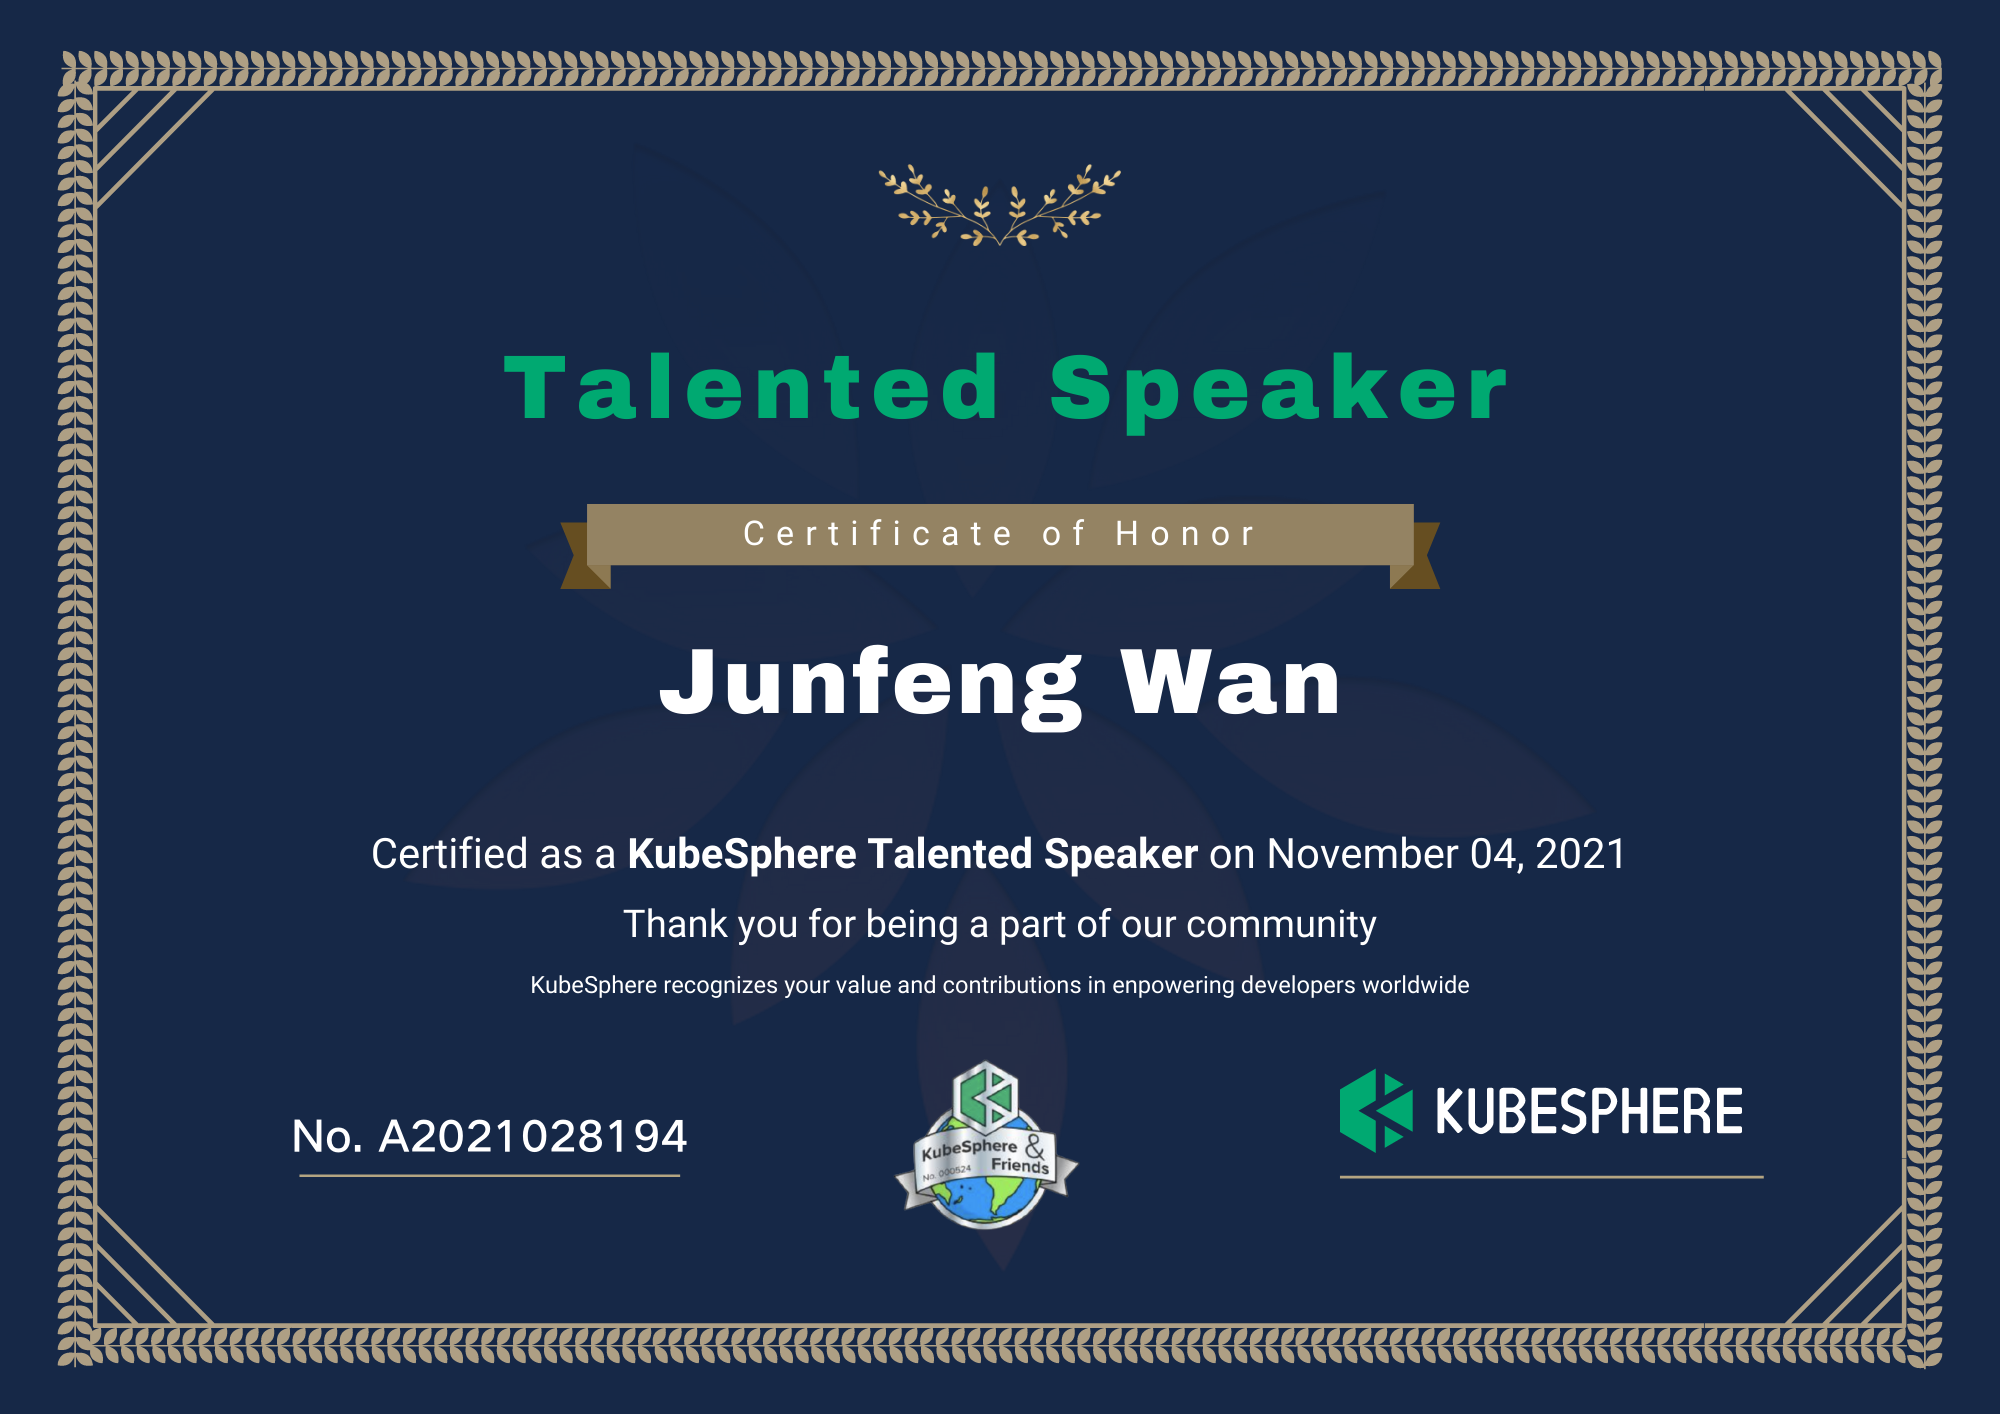 Talented Speaker
Certificate of Honor
Junfeng Wan
Certified as a KubeSphere Talented Speaker on November 04, 2021
Thank you for being a part of our community
KubeSphere recognizes your value and contributions in enpowering developers worldwide
No. A2021028194
KubeSphere &
Friends
No. 000524
KUBESPHERE